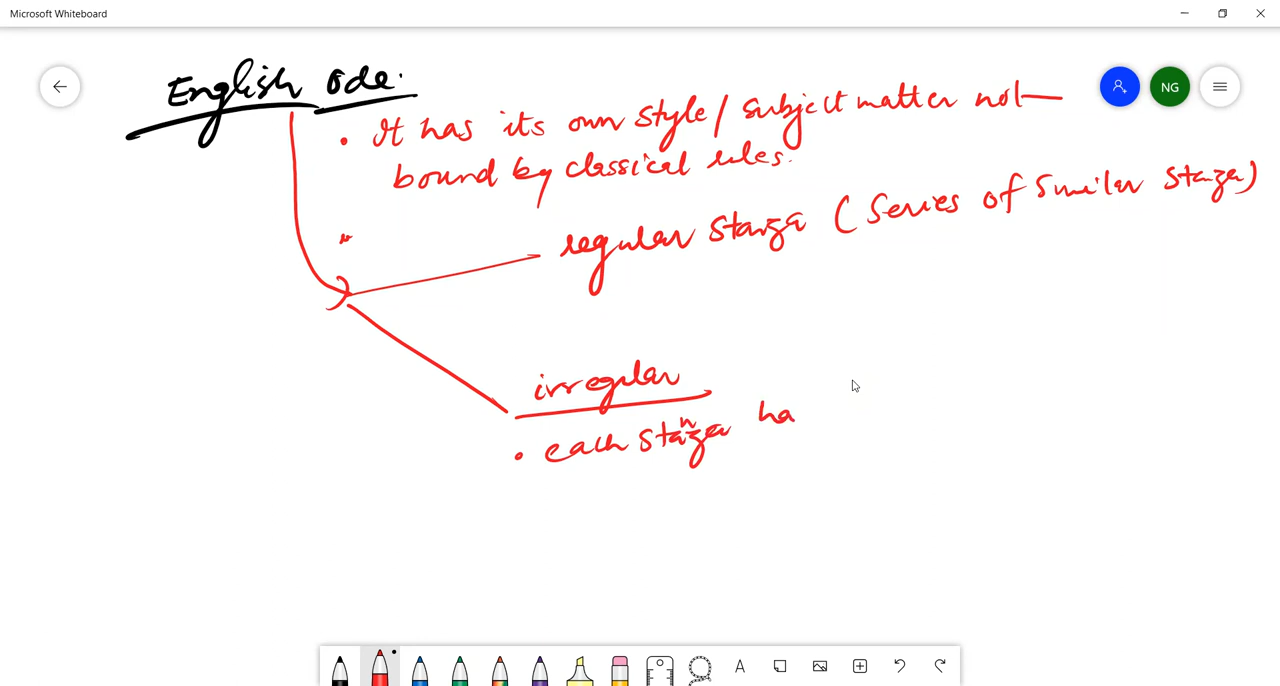 Microsoft Whiteboard
English Ode.
NG
• It has its own style/subject matter not
bound by classical rules.
regular stanza (Series of Similar Stanza)
irregular
• each stanza ha
A